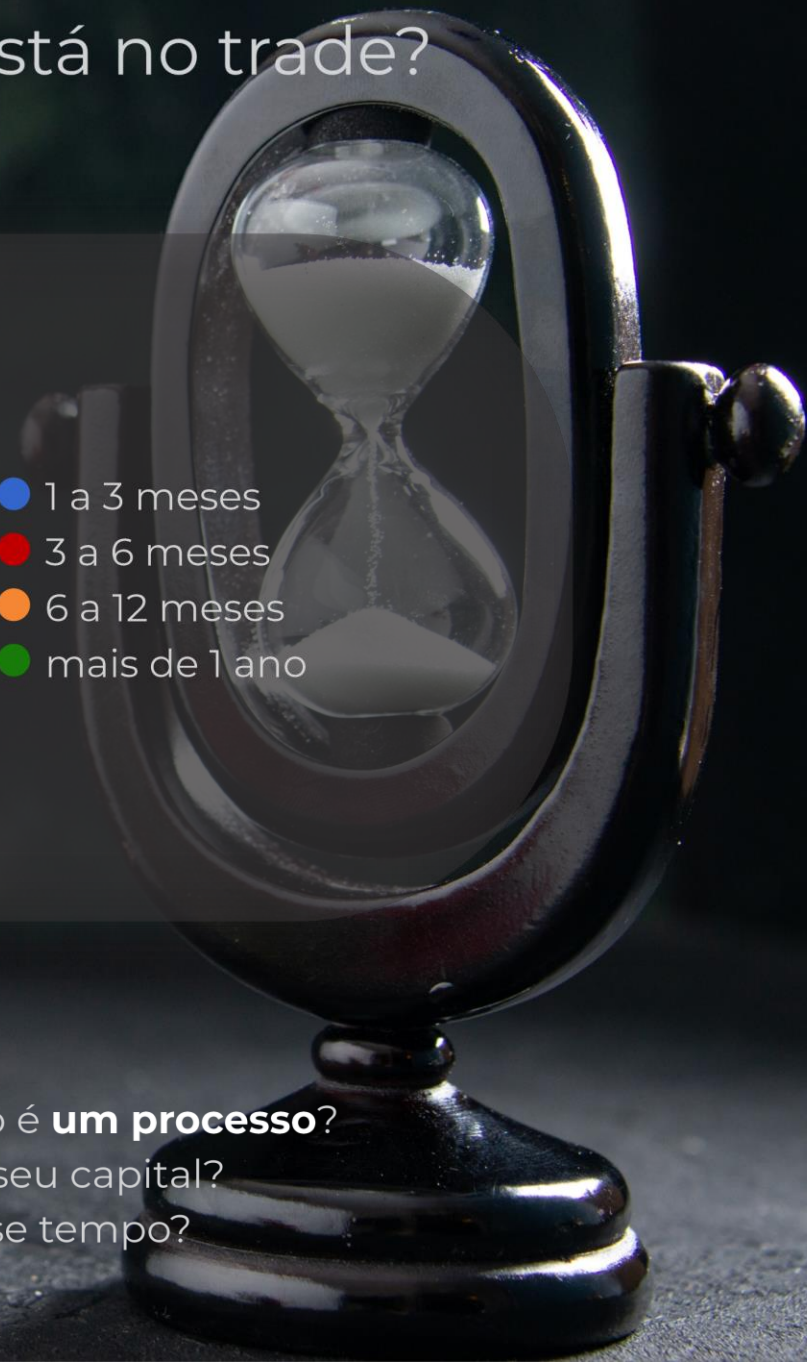 stá no trade?
1 a 3 meses
3 a 6 meses
6 a 12 meses
mais de 1 ano
o é um processo?
seu capital?
se tempo?